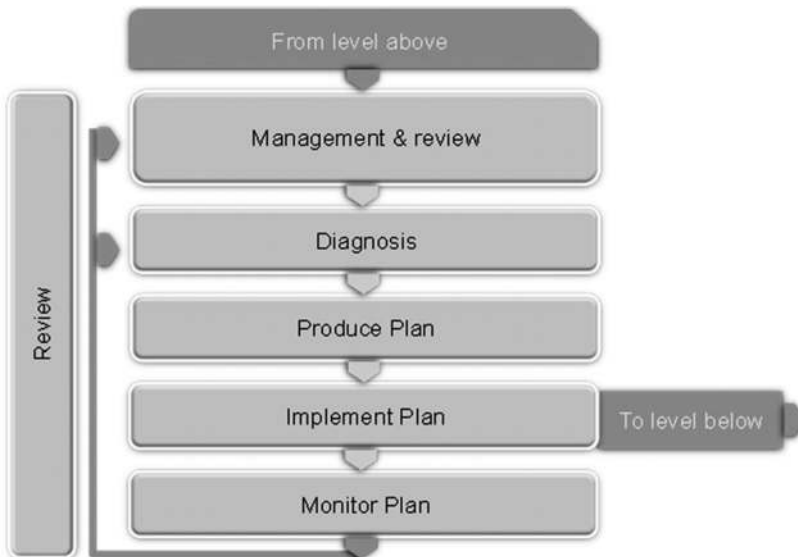 From level above
Management & review
Diagnosis
Review
Produce Plan
Implement Plan
To level below
Monitor Plan